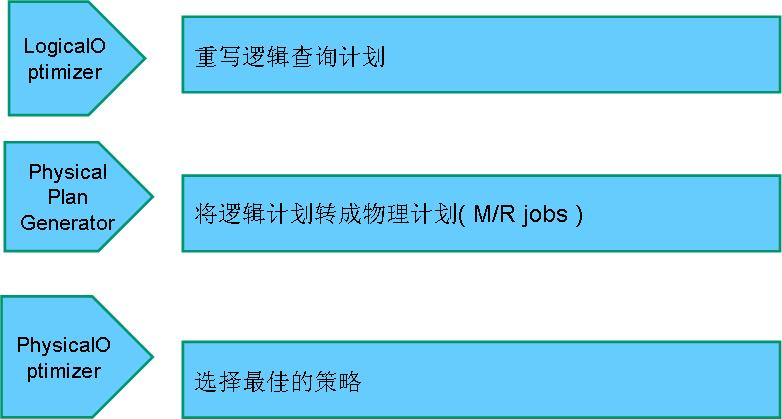 LogicalO
ptimizer
重写逻辑查询计划
Physical
Plan
Generator
将逻辑计划转成物理计划( M/R jobs )
PhysicalO
ptimizer
选择最佳的策略